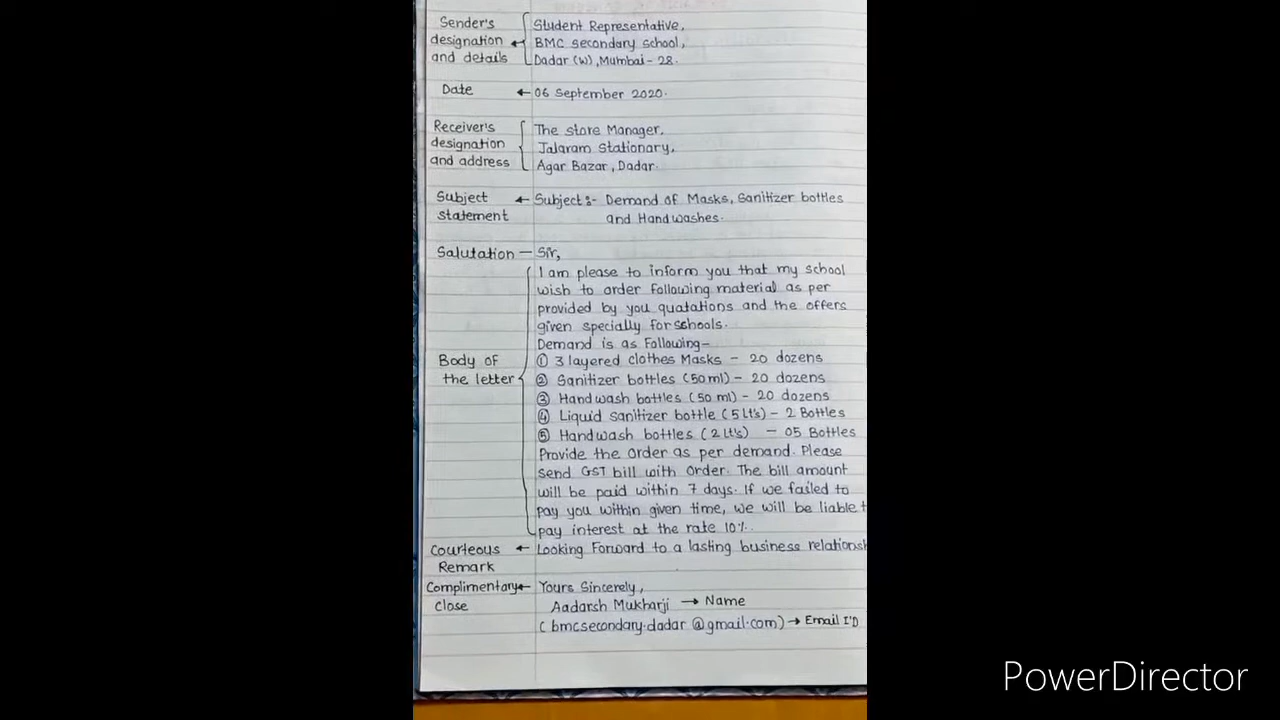 Sender's designation and details
Student Representative,
BMC secondary school,
Dadar (W), Mumbai - 28.
Date ← 06 September 2020.
Receiver's designation and address
The store Manager,
Jalaram Stationary,
Agar Bazar, Dadar.
Subject statement ← Subject :- Demand of Masks, Sanitizer bottles
and Handwashes.
Salutation — Sir,
Body of the letter
I am please to inform you that my school
wish to order following material as per
provided by you quatations and the offers
given specially for schools.
Demand is as Following—
① 3 layered clothes Masks - 20 dozens
② Sanitizer bottles (50 ml) - 20 dozens
③ Handwash bottles (50 ml) - 20 dozens
④ Liquid sanitizer bottle (5 Lt's) - 2 Bottles
⑤ Handwash bottles (2 Lt's) - 05 Bottles
Provide the Order as per demand. Please
send GST bill with Order. The bill amount
will be paid within 7 days. If we failed to
pay you within given time, we will be liable
pay interest at the rate 10%.
Courteous Remark ← Looking Forward to a lasting business
Complimentary close ← Yours Sincerely,
Aadarsh Mukharji → Name
(bmcsecondary.dadar@gmail.com) → Email I'D
PowerDirector